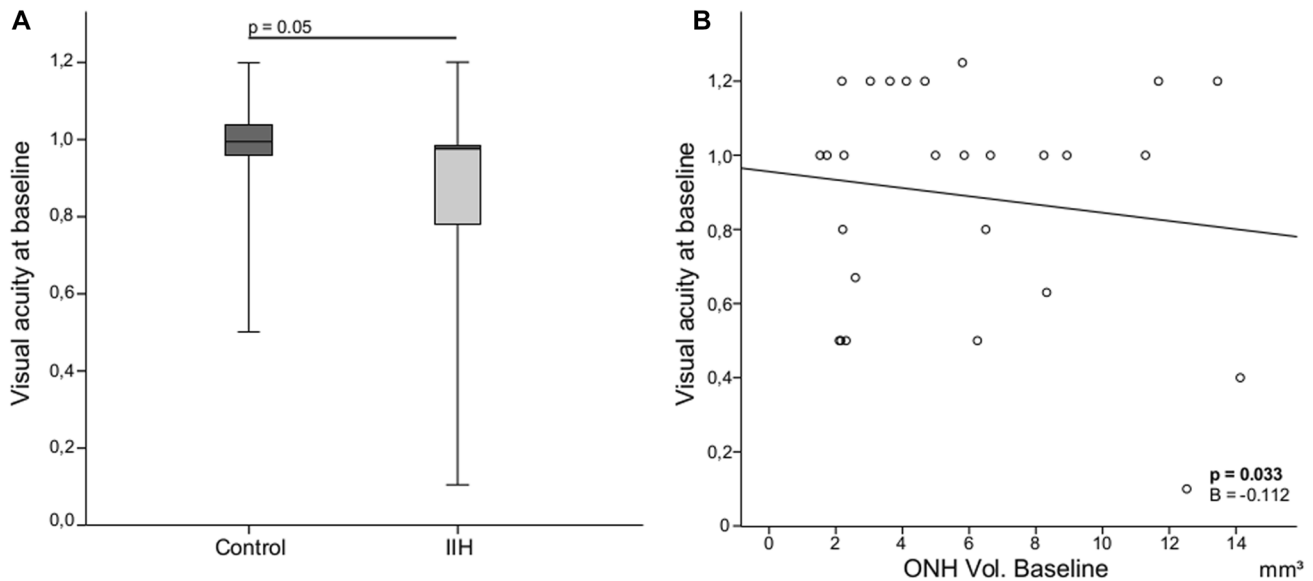 A
p = 0.05
Visual acuity at baseline
1,2
1,0
0,8
0,6
0,4
0,2
0,0
Control
IIH
B
Visual acuity at baseline
1,2
1,0
0,8
0,6
0,4
0,2
0
p = 0.033
B = -0.112
0 2 4 6 8 10 12 14
ONH Vol. Baseline mm³